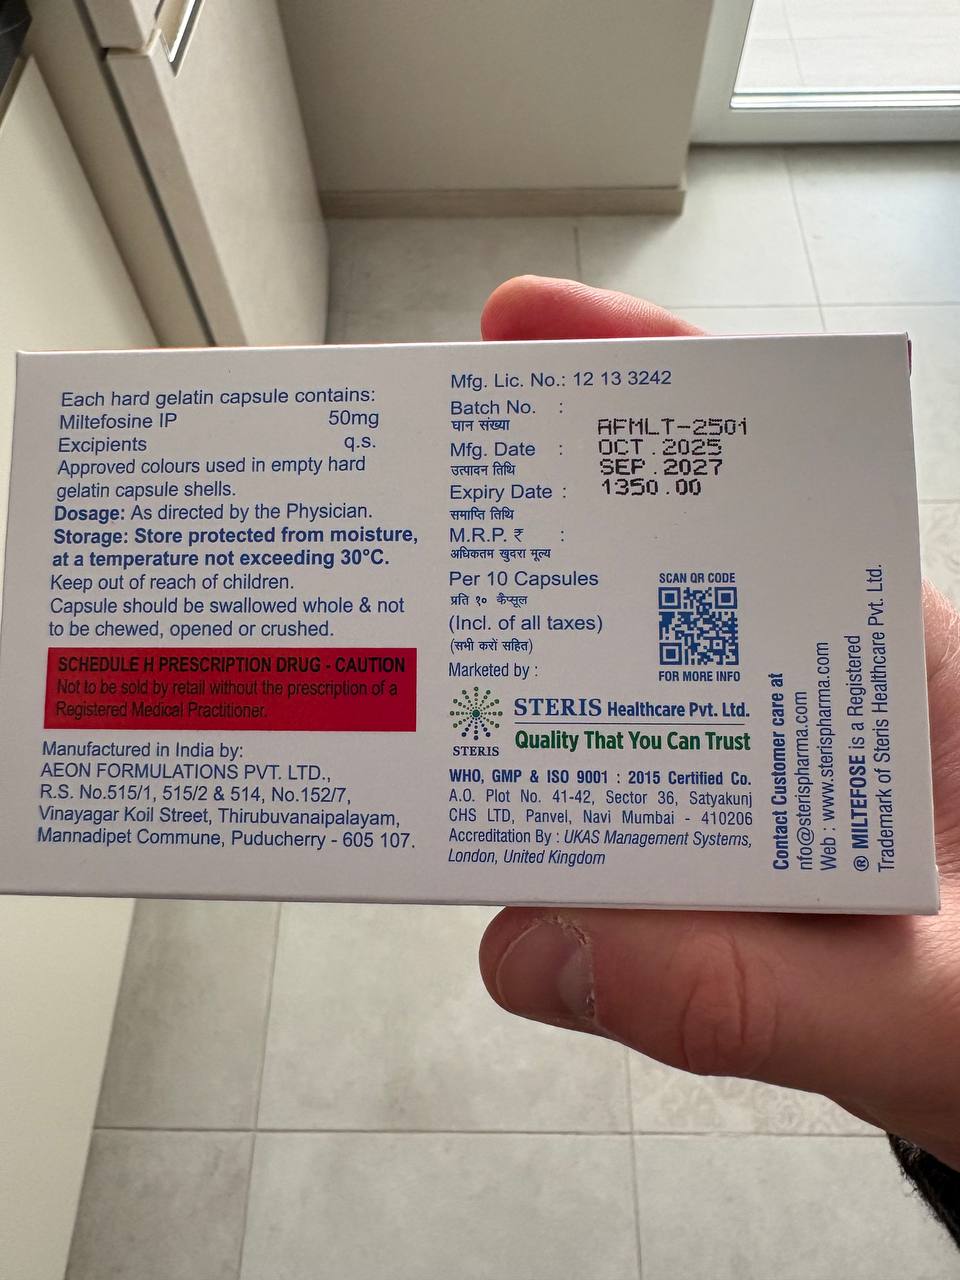 Each hard gelatin capsule contains:
Miltefosine IP 50mg
Excipients q.s.
Approved colours used in empty hard
gelatin capsule shells.
Dosage: As directed by the Physician.
Storage: Store protected from moisture,
at a temperature not exceeding 30°C.
Keep out of reach of children.
Capsule should be swallowed whole & not
to be chewed, opened or crushed.
SCHEDULE H PRESCRIPTION DRUG - CAUTION
Not to be sold by retail without the prescription of a
Registered Medical Practitioner.
Manufactured in India by:
AEON FORMULATIONS PVT. LTD.,
R.S. No.515/1, 515/2 & 514, No.152/7,
Vinayagar Koil Street, Thirubuvanaipalayam,
Mannadipet Commune, Puducherry - 605 107.
Mfg. Lic. No.: 12 13 3242
Batch No. :
घान संख्या
AFMLT-2501
Mfg. Date :
उत्पादन तिथि
OCT.2025
Expiry Date :
समाप्ति तिथि
SEP.2027
M.R.P. ₹ :
अधिकतम खुदरा मूल्य
1350.00
Per 10 Capsules
प्रति १० कैप्सूल
(Incl. of all taxes)
(सभी करों सहित)
SCAN QR CODE
FOR MORE INFO
Marketed by :
STERIS
STERIS Healthcare Pvt. Ltd.
Quality That You Can Trust
WHO, GMP & ISO 9001 : 2015 Certified Co.
A.O. Plot No. 41-42, Sector 36, Satyakunj
CHS LTD, Panvel, Navi Mumbai - 410206
Accreditation By : UKAS Management Systems,
London, United Kingdom
Contact Customer care at
nfo@sterispharma.com
Web : www.sterispharma.com
® MILTEFOSE is a Registered
Trademark of Steris Healthcare Pvt. Ltd.